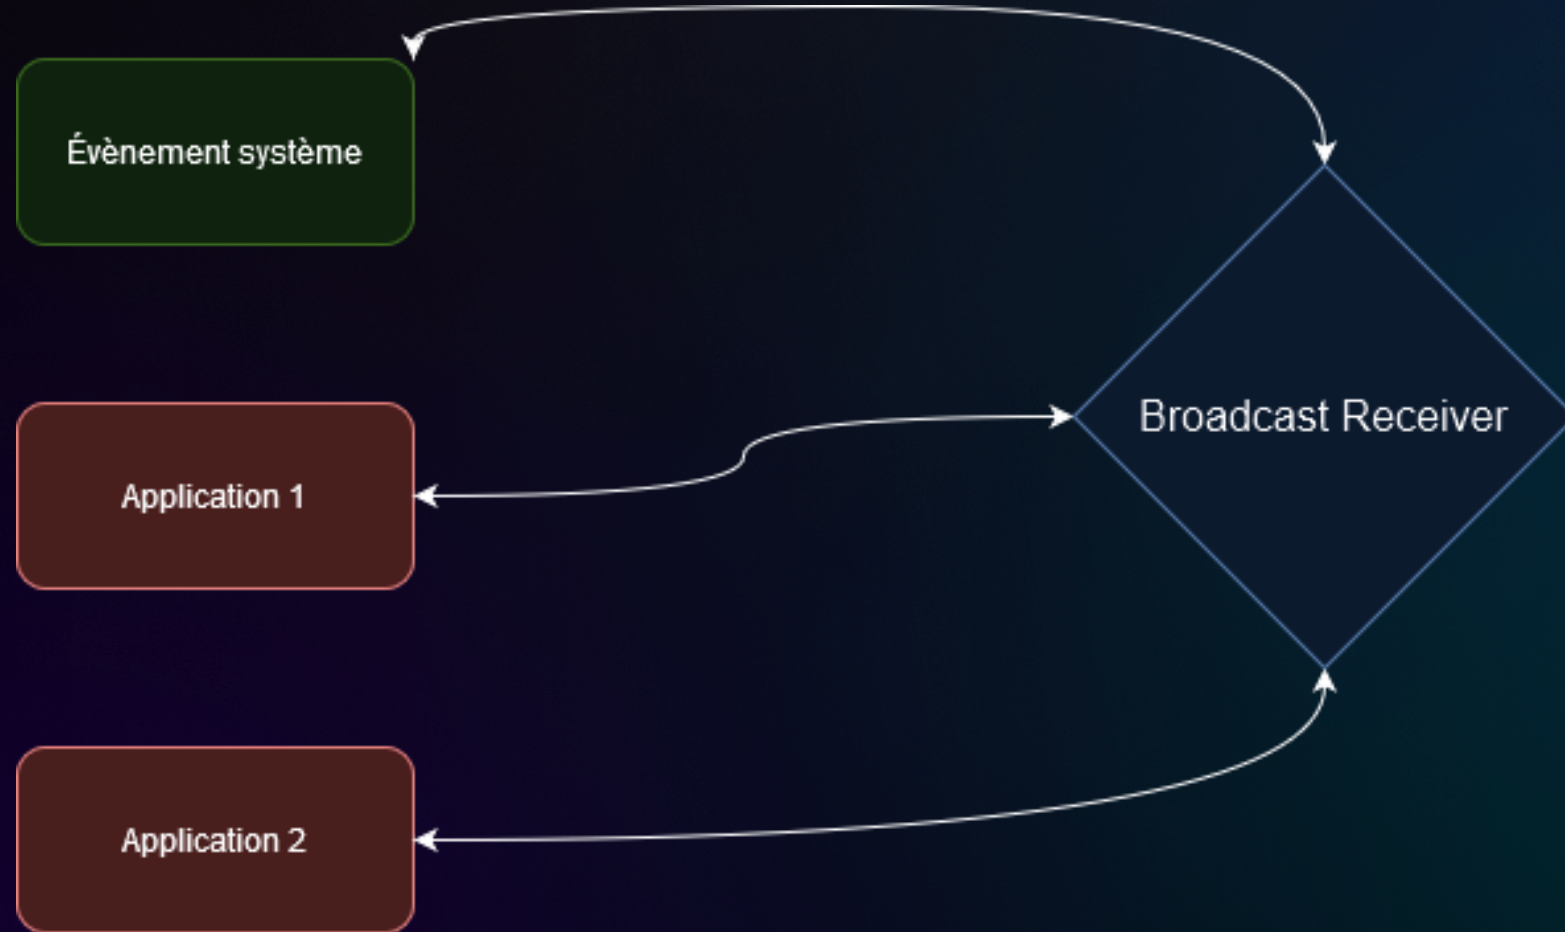 Évènement système
Broadcast Receiver
Application 1
Application 2